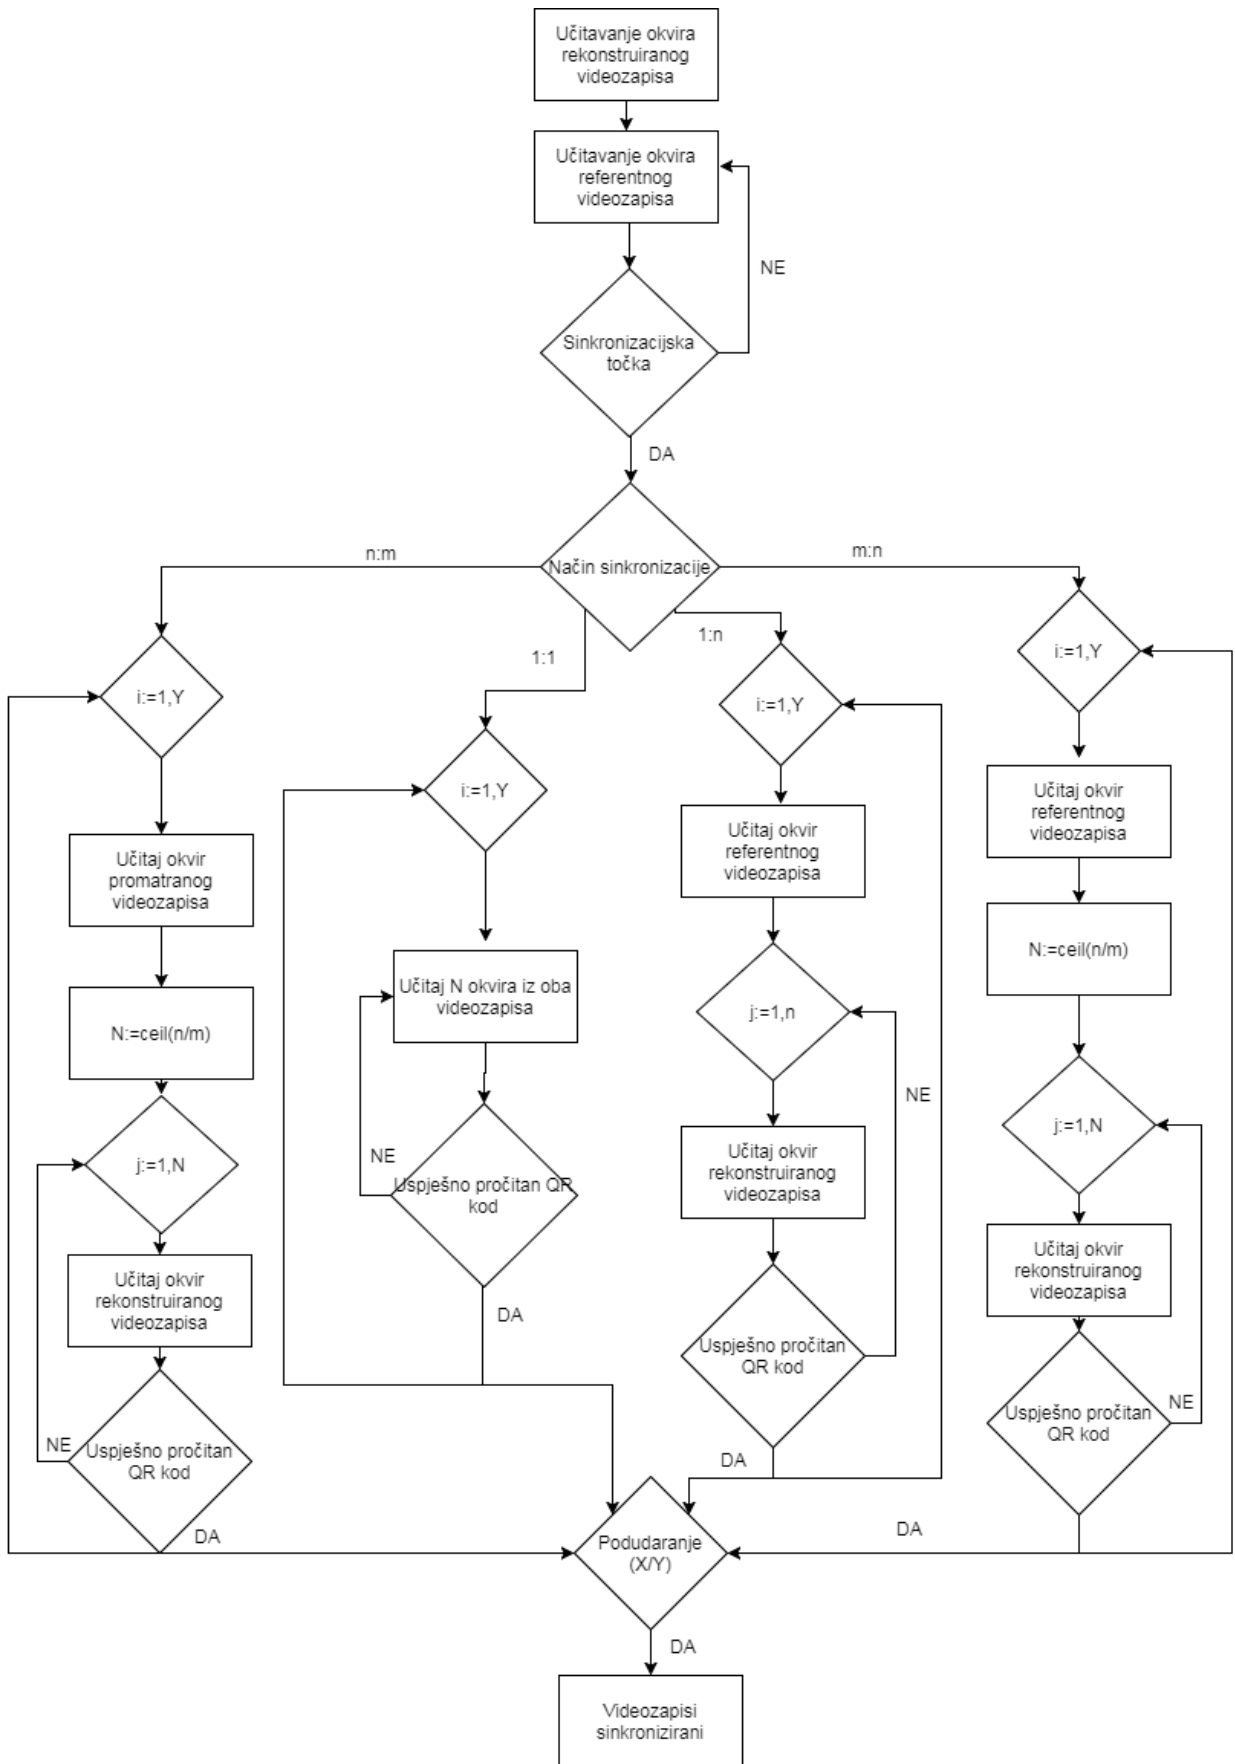 Učitavanje okvira
rekonstruiranog
videozapisa
Učitavanje okvira
referentnog
videozapisa
NE
Sinkronizacijska
točka
DA
n:m
m:n
Način sinkronizacije
1:1
1:n
i:=1,Y
Učitaj okvir
promatranog
videozapisa
N:=ceil(n/m)
j:=1,N
Učitaj okvir
rekonstruiranog
videozapisa
NE
Uspješno pročitan
QR kod
DA
i:=1,Y
Učitaj N okvira iz oba
videozapisa
NE
Uspješno pročitan QR
kod
DA
i:=1,Y
Učitaj okvir
referentnog
videozapisa
j:=1,n
NE
Učitaj okvir
rekonstruiranog
videozapisa
Uspješno pročitan
QR kod
DA
i:=1,Y
Učitaj okvir
referentnog
videozapisa
N:=ceil(n/m)
j:=1,N
Učitaj okvir
rekonstruiranog
videozapisa
NE
Uspješno pročitan
QR kod
DA
Podudaranje
(X/Y)
DA
Videozapisi
sinkronizirani